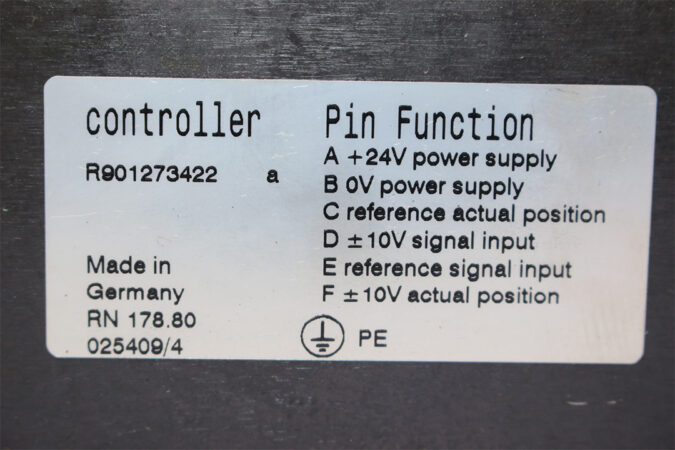 controller
R901273422 a
Made in
Germany
RN 178.80
025409/4
Pin Function
A +24V power supply
B 0V power supply
C reference actual position
D ±10V signal input
E reference signal input
F ±10V actual position
PE